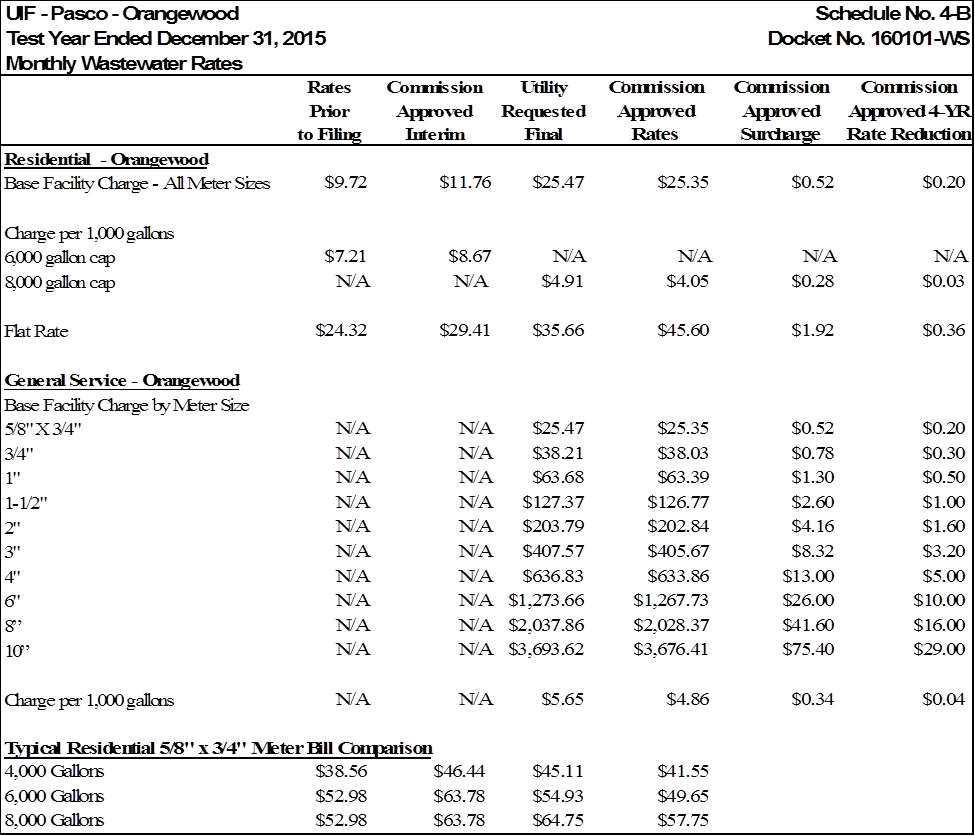 UIF - Pasco - Orangewood Schedule No. 4-B
Test Year Ended December 31, 2015 Docket No. 160101-WS
Monthly Wastewater Rates
Rates Commission Utility Commission Commission Commission
Prior Approved Requested Approved Approved Approved 4-YR
to Filing Interim Final Rates Surcharge Rate Reduction
Residential - Orangewood
Base Facility Charge - All Meter Sizes $9.72 $11.76 $25.47 $25.35 $0.52 $0.20
Charge per 1,000 gallons
6,000 gallon cap $7.21 $8.67 N/A N/A N/A N/A
8,000 gallon cap N/A N/A $4.91 $4.05 $0.28 $0.03
Flat Rate $24.32 $29.41 $35.66 $45.60 $1.92 $0.36
General Service - Orangewood
Base Facility Charge by Meter Size
5/8" X 3/4" N/A N/A $25.47 $25.35 $0.52 $0.20
3/4" N/A N/A $38.21 $38.03 $0.78 $0.30
1" N/A N/A $63.68 $63.39 $1.30 $0.50
1-1/2" N/A N/A $127.37 $126.77 $2.60 $1.00
2" N/A N/A $203.79 $202.84 $4.16 $1.60
3" N/A N/A $407.57 $405.67 $8.32 $3.20
4" N/A N/A $636.83 $633.86 $13.00 $5.00
6" N/A N/A $1,273.66 $1,267.73 $26.00 $10.00
8” N/A N/A $2,037.86 $2,028.37 $41.60 $16.00
10” N/A N/A $3,693.62 $3,676.41 $75.40 $29.00
Charge per 1,000 gallons N/A N/A $5.65 $4.86 $0.34 $0.04
Typical Residential 5/8" x 3/4" Meter Bill Comparison
4,000 Gallons $38.56 $46.44 $45.11 $41.55
6,000 Gallons $52.98 $63.78 $54.93 $49.65
8,000 Gallons $52.98 $63.78 $64.75 $57.75